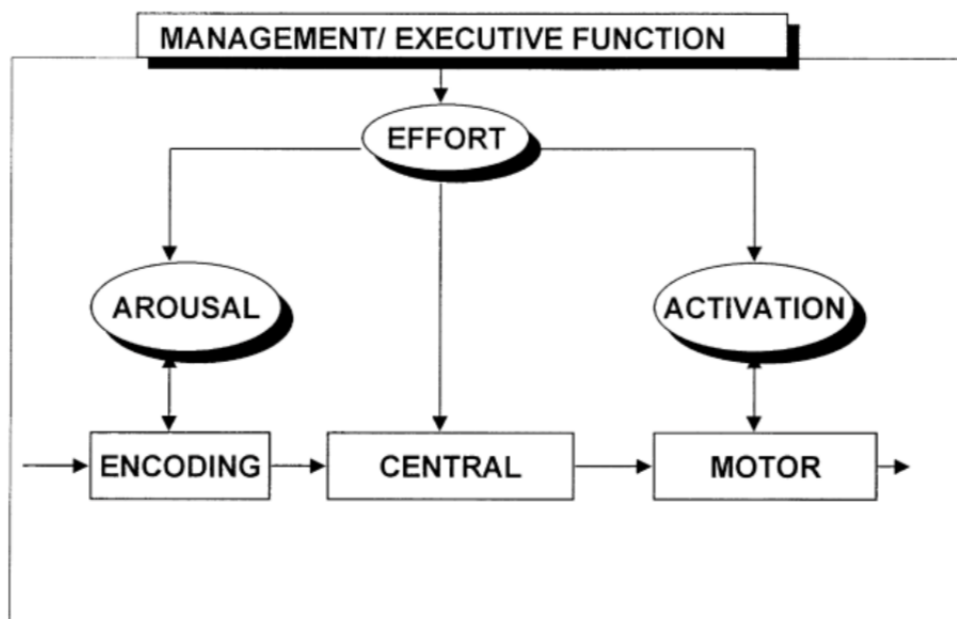 MANAGEMENT/ EXECUTIVE FUNCTION
EFFORT
AROUSAL
ACTIVATION
ENCODING
CENTRAL
MOTOR